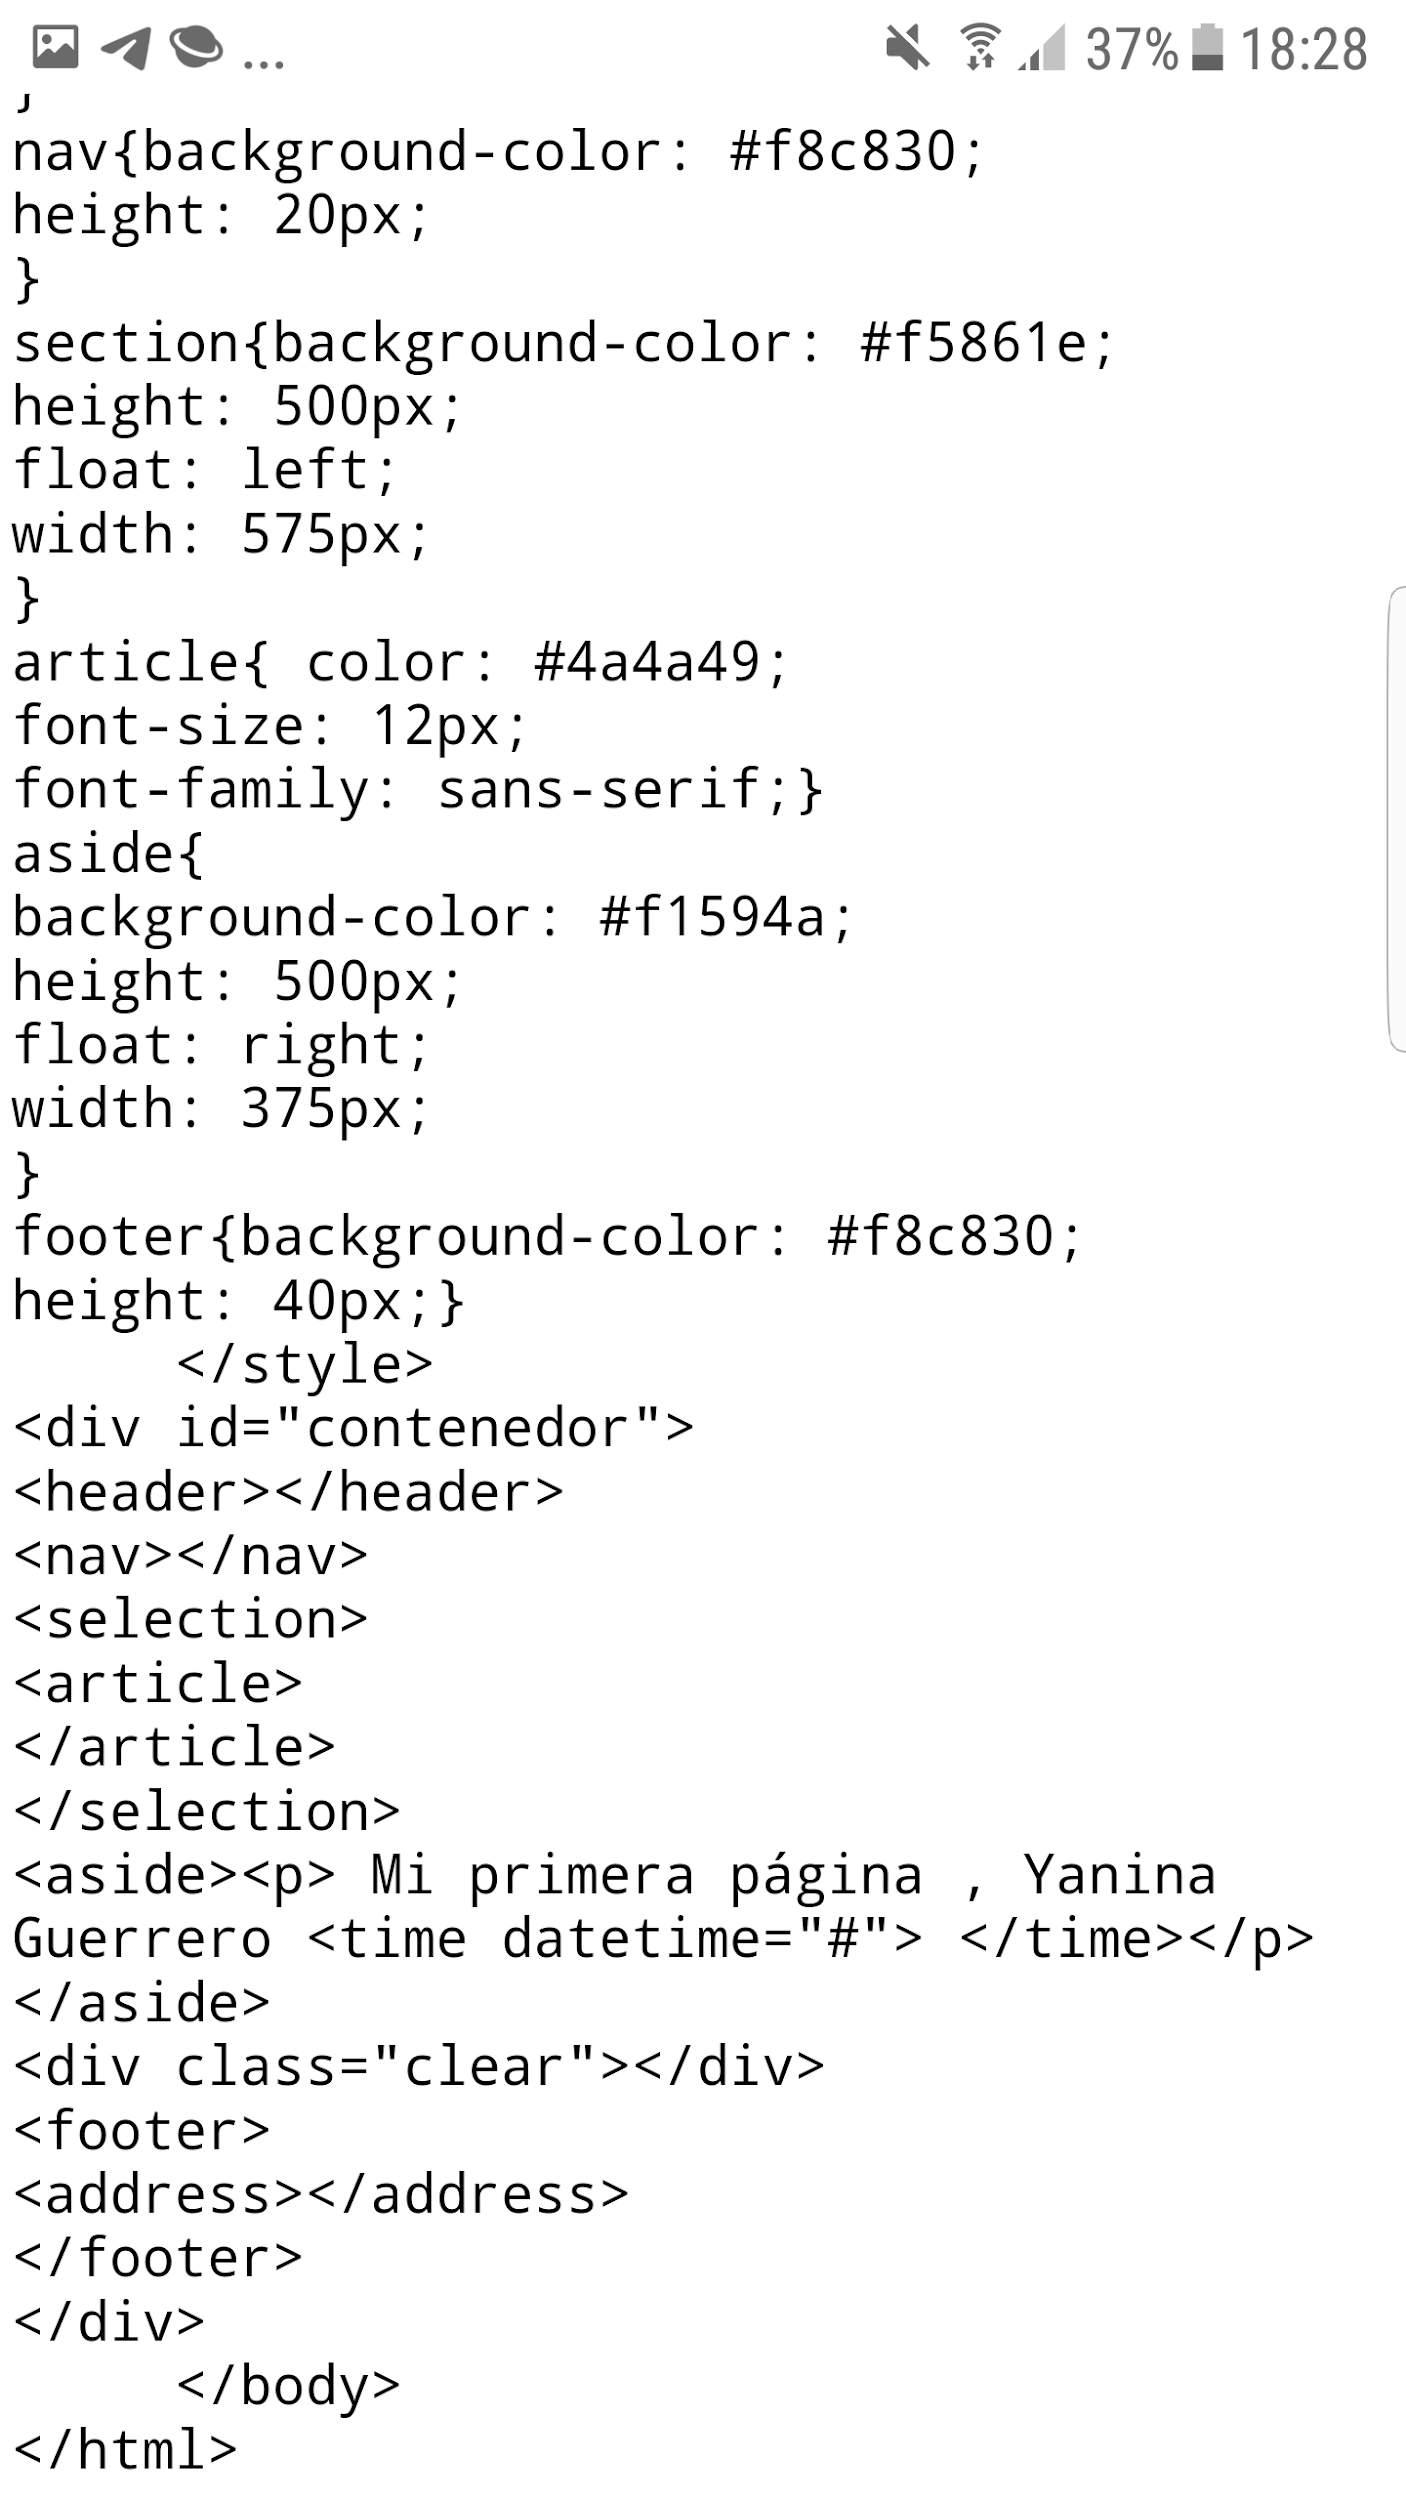 ... 37% 18:28
}
nav{background-color: #f8c830;
height: 20px;
}
section{background-color: #f5861e;
height: 500px;
float: left;
width: 575px;
}
article{ color: #4a4a49;
font-size: 12px;
font-family: sans-serif;}
aside{
background-color: #f1594a;
height: 500px;
float: right;
width: 375px;
}
footer{background-color: #f8c830;
height: 40px;}
</style>
<div id="contenedor">
<header></header>
<nav></nav>
<selection>
<article>
</article>
</selection>
<aside><p> Mi primera página , Yanina
Guerrero <time datetime="#"> </time></p>
</aside>
<div class="clear"></div>
<footer>
<address></address>
</footer>
</div>
</body>
</html>